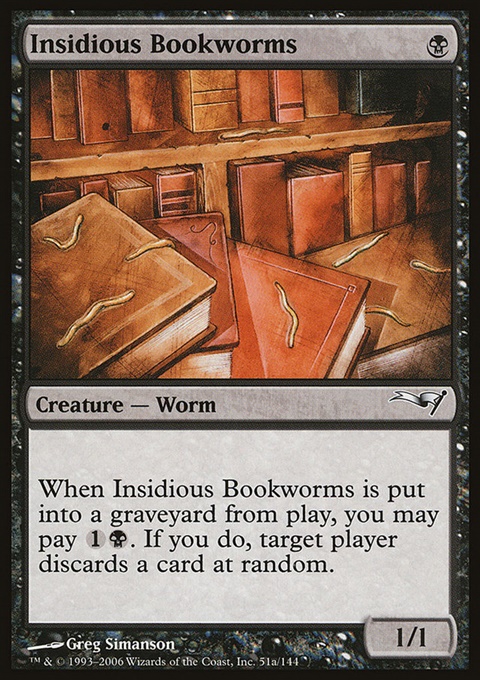 Insidious Bookworms
Creature — Worm
When Insidious Bookworms is put
into a graveyard from play, you may
pay 1. If you do, target player
discards a card at random.
Greg Simanson
1/1
™ & © 1993–2006 Wizards of the Coast, Inc. 51a/144